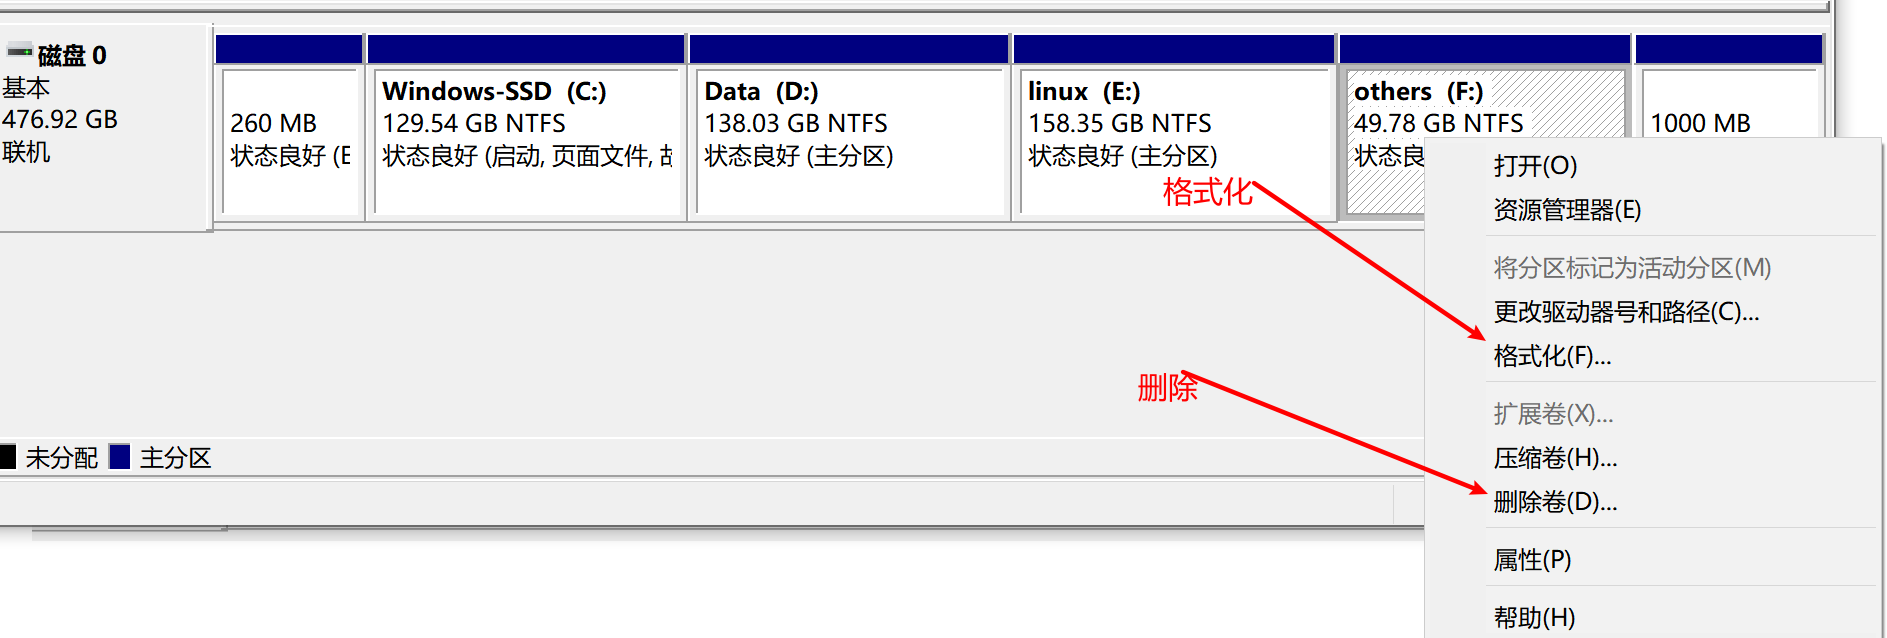 磁盘 0
基本
476.92 GB
联机
260 MB
状态良好 (E
Windows-SSD (C:)
129.54 GB NTFS
状态良好 (启动, 页面文件, 故
Data (D:)
138.03 GB NTFS
状态良好 (主分区)
linux (E:)
158.35 GB NTFS
状态良好 (主分区)
others (F:)
49.78 GB NTFS
状态良
1000 MB
格式化
删除
打开(O)
资源管理器(E)
将分区标记为活动分区(M)
更改驱动器号和路径(C)...
格式化(F)...
扩展卷(X)...
压缩卷(H)...
删除卷(D)...
属性(P)
帮助(H)
未分配 主分区